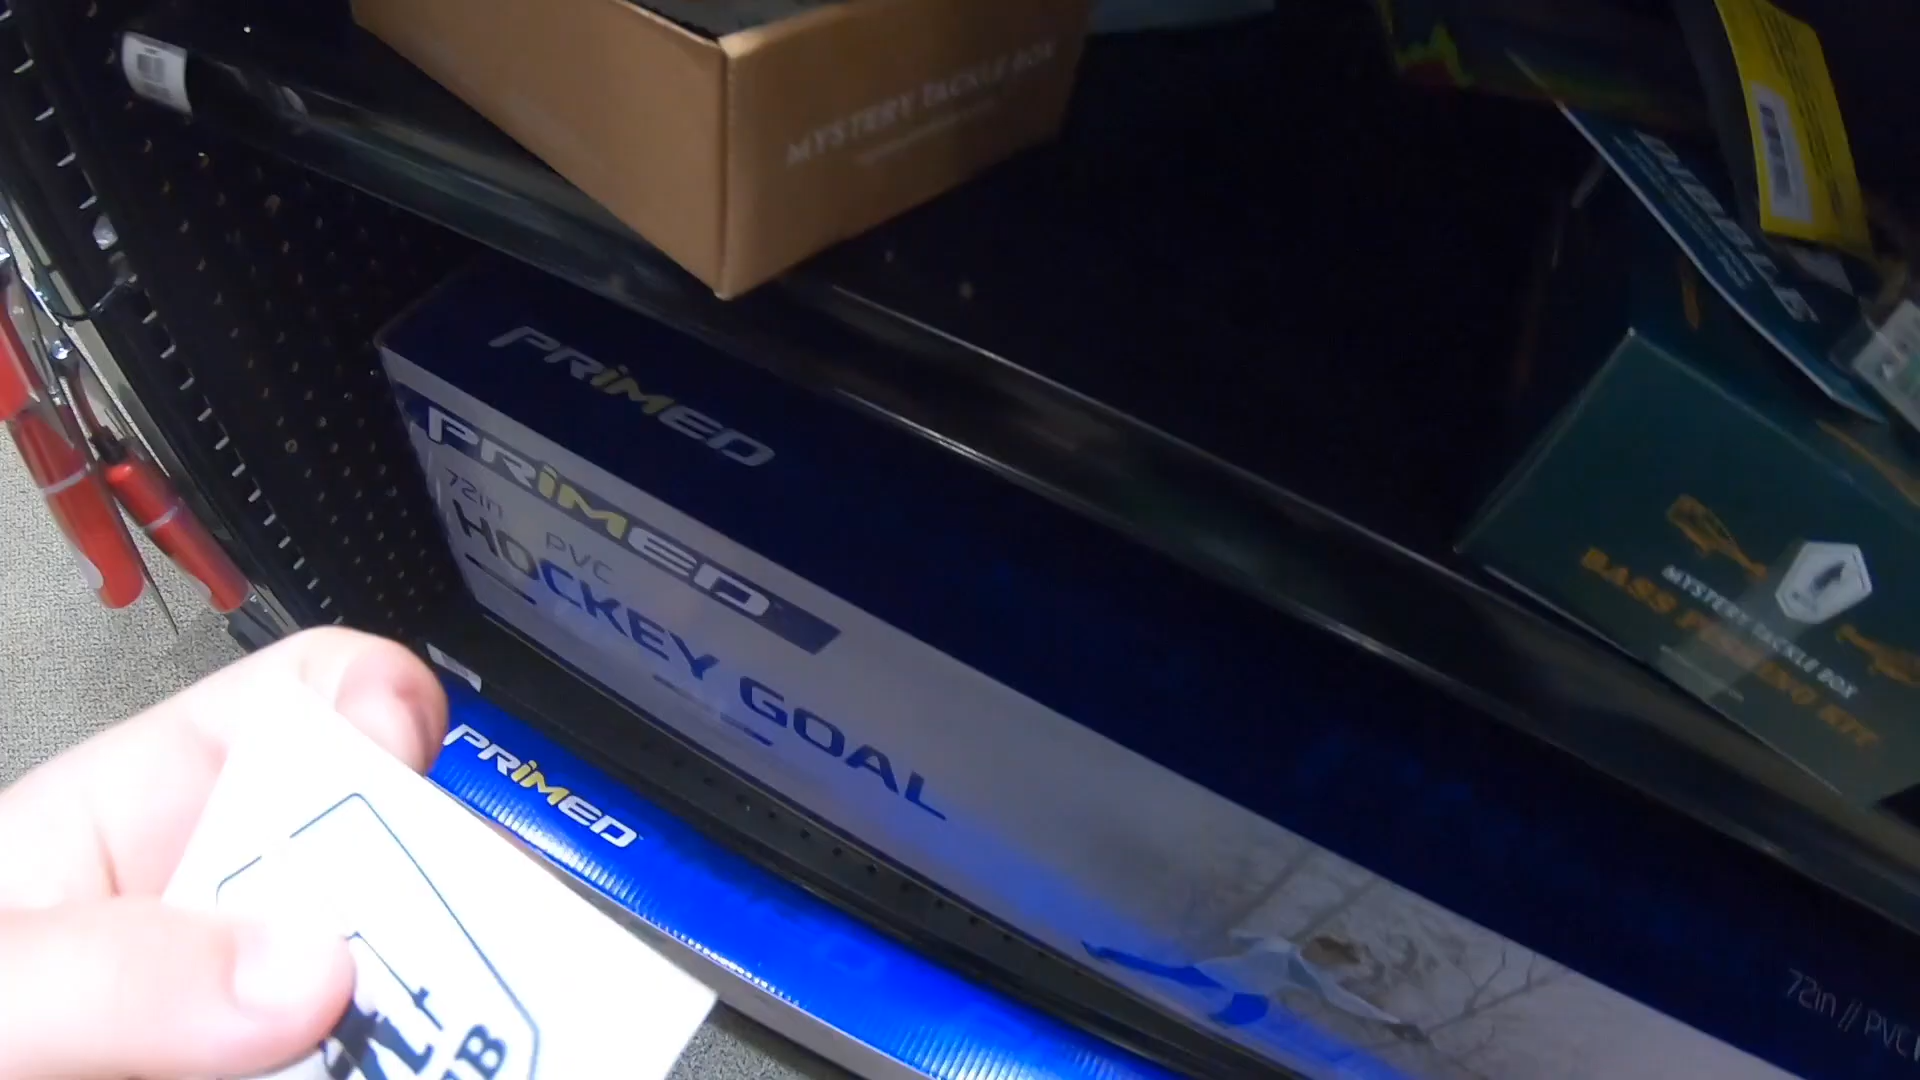 MYSTERY TACKLE BOX
PRIMED
PRIMED
72in
PVC
HOCKEY GOAL
PRIMED
MYSTERY TACKLE BOX
BASS FISHING KIT
72in // PVC